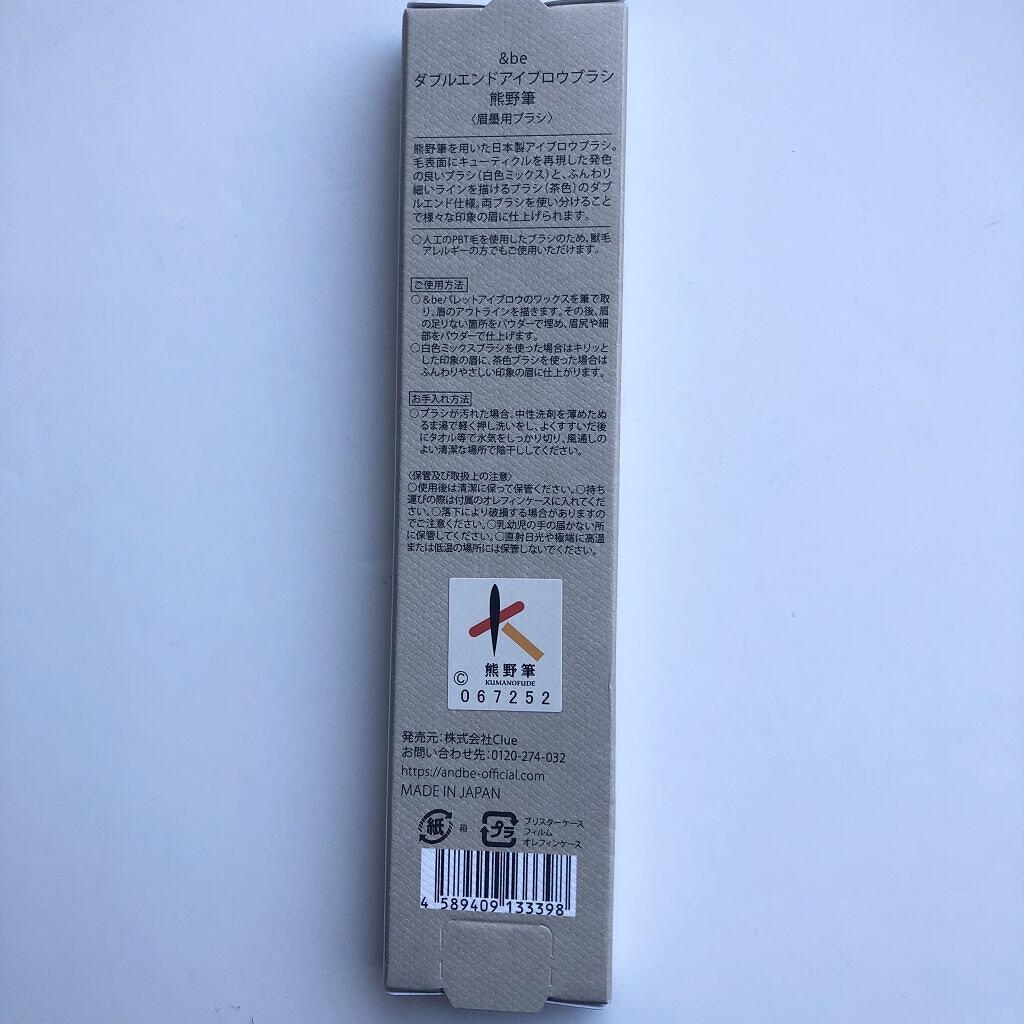 &be
ダブルエンドアイブロウブラシ
熊野筆
〈眉墨用ブラシ〉
熊野筆を用いた日本製アイブロウブラシ。
毛表面にキューティクルを再現した発色
の良いブラシ(白色ミックス)と、ふんわり
細いラインを描けるブラシ(茶色)のダブ
ルエンド仕様。両ブラシを使い分けること
で様々な印象の眉に仕上げられます。
○人工のPBT毛を使用したブラシのため、獣毛
アレルギーの方でもご使用いただけます。
ご使用方法
○&beパレットアイブロウのワックスを筆で取
り、眉のアウトラインを描きます。その後、眉
の足りない箇所をパウダーで埋め、眉尻や細
部をパウダーで仕上げます。
○白色ミックスブラシを使った場合はキリッと
した印象の眉に、茶色ブラシを使った場合は
ふんわりやさしい印象の眉に仕上がります。
お手入れ方法
○ブラシが汚れた場合、中性洗剤を薄めたぬ
るま湯で軽く押し洗いをし、よくすすいだ後
にタオル等で水気をしっかり切り、風通しの
よい清潔な場所で陰干ししてください。
〈保管及び取扱上の注意〉
○使用後は清潔に保って保管ください。○持ち
運びの際は付属のオレフィンケースに入れてくだ
さい。○落下により破損する場合がありますの
でご注意ください。○乳幼児の手の届かない所
に保管してください。○直射日光や極端に高温
または低温の場所には保管しないでください。
熊野筆
KUMANOFUDE
© 067252
発売元:株式会社Clue
お問い合わせ先:0120-274-032
https://andbe-official.com
MADE IN JAPAN
紙 箱 プラ ブリスターケース
フィルム
オレフィンケース
4 589409 133398